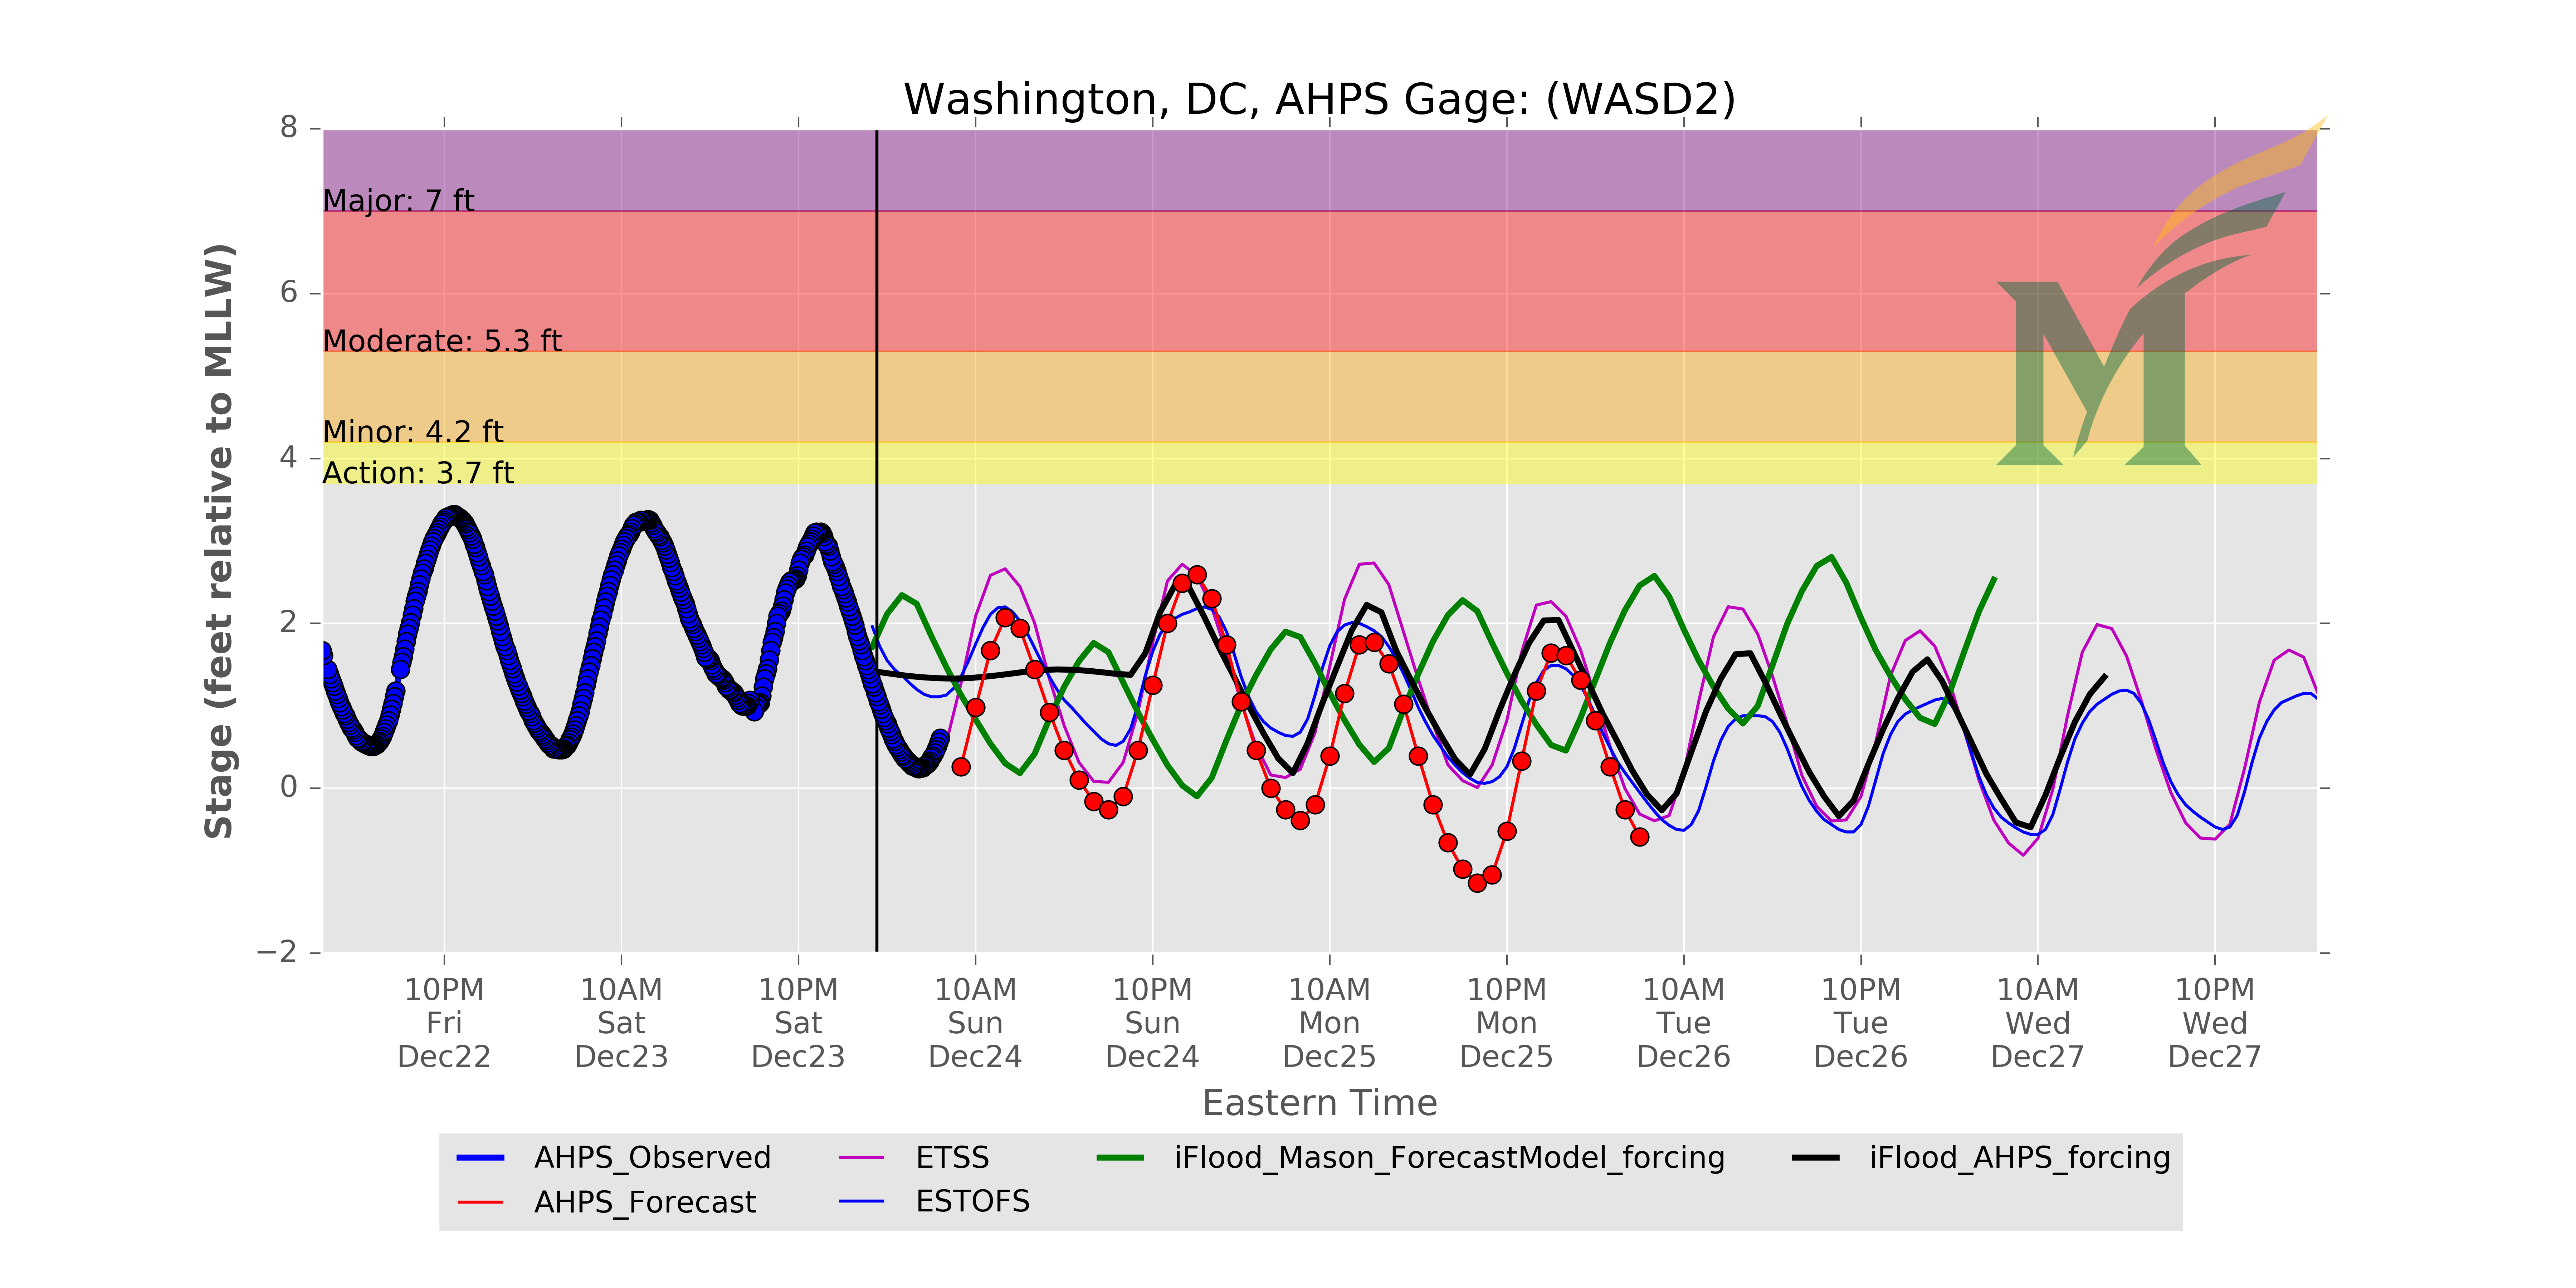 Washington, DC, AHPS Gage: (WASD2)
8
Major: 7 ft
6
Moderate: 5.3 ft
Minor: 4.2 ft
4
Action: 3.7 ft
2
0
−2
Stage (feet relative to MLLW)
10PM
Fri
Dec22
10AM
Sat
Dec23
10PM
Sat
Dec23
10AM
Sun
Dec24
10PM
Sun
Dec24
10AM
Mon
Dec25
10PM
Mon
Dec25
10AM
Tue
Dec26
10PM
Tue
Dec26
10AM
Wed
Dec27
10PM
Wed
Dec27
Eastern Time
AHPS_Observed
AHPS_Forecast
ETSS
ESTOFS
iFlood_Mason_ForecastModel_forcing
iFlood_AHPS_forcing
M